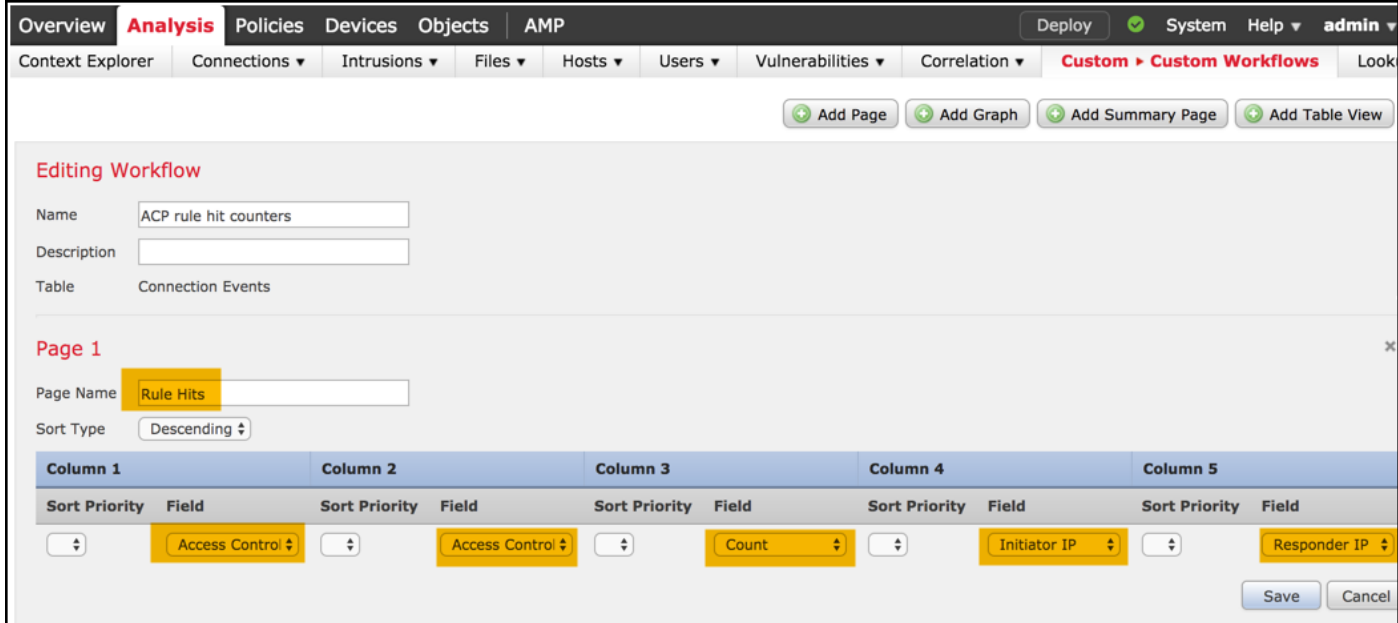 Overview Analysis Policies Devices Objects AMP Deploy System Help admin
Context Explorer Connections Intrusions Files Hosts Users Vulnerabilities Correlation Custom ▸ Custom Workflows Look
Add Page Add Graph Add Summary Page Add Table View
Editing Workflow
Name ACP rule hit counters
Description
Table Connection Events
Page 1
Page Name Rule Hits
Sort Type Descending
Column 1 Column 2 Column 3 Column 4 Column 5
Sort Priority Field Sort Priority Field Sort Priority Field Sort Priority Field Sort Priority Field
Access Control Access Control Count Initiator IP Responder IP
Save Cancel